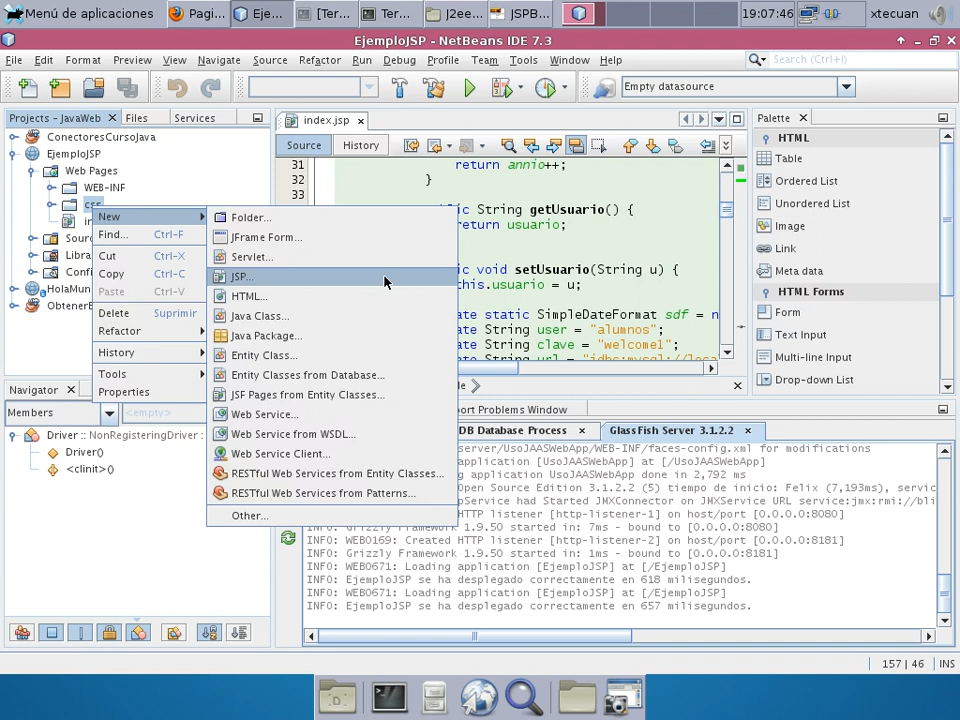 Menú de aplicaciones
Pagi...
Eje...
[Ter...
Ter...
J2ee...
JSPB...
19:07:46
xtecuan
EjemploJSP - NetBeans IDE 7.3
File Edit Format Preview View Navigate Source Refactor Run Debug Profile Team Tools Window Help
Search (Ctrl+I)
Empty datasource
Projects - JavaWeb
Files
Services
ConectoresCursoJava
EjemploJSP
Web Pages
WEB-INF
index.jsp
Source
History
31
return annio++;
32
}
33
String getUsuario() {
return usuario;
void setUsuario(String u) {
this.usuario = u;
static SimpleDateFormat sdf = n
String user = "alumnos";
String clave = "welcome1";
String url =
Palette
HTML
Table
Ordered List
Unordered List
Image
Link
Meta data
HTML Forms
Form
Text Input
Multi-line Input
Drop-down List
New
Find... Ctrl-F
Cut Ctrl-X
Copy Ctrl-C
Paste Ctrl-V
Delete Suprimir
Refactor
History
Tools
Properties
Folder...
JFrame Form...
Servlet...
JSP...
HTML...
Java Class...
Java Package...
Entity Class...
Entity Classes from Database...
JSF Pages from Entity Classes...
Web Service...
Web Service from WSDL...
Web Service Client...
RESTful Web Services from Entity Classes...
RESTful Web Services from Patterns...
Other...
Navigator
Members
<empty>
Driver :: NonRegisteringDriver :
Driver()
<clinit>()
port Problems Window
DB Database Process
GlassFish Server 3.1.2.2
server/UsoJAASWebApp/WEB-INF/faces-config.xml for modifications
application [UsoJAASWebApp] at [/UsoJAASWebApp]
application UsoJAASWebApp done in 2,792 ms
Open Source Edition 3.1.2.2 (5) tiempo de inicio: Felix (7,193ms), servic
Service had Started JMXConnector on JMXService URL service:jmx:rmi://bli
HTTP listener [http-listener-1] on host/port [0.0.0.0:8080]
INFO: Grizzly Framework 1.9.50 started in: 7ms - bound to [0.0.0.0:8080]
INFO: WEB0169: Created HTTP listener [http-listener-2] on host/port [0.0.0.0:8181]
INFO: Grizzly Framework 1.9.50 started in: 1ms - bound to [0.0.0.0:8181]
INFO: WEB0671: Loading application [EjemploJSP] at [/EjemploJSP]
INFO: EjemploJSP se ha desplegado correctamente en 618 milisegundos.
INFO: WEB0671: Loading application [EjemploJSP] at [/EjemploJSP]
INFO: EjemploJSP se ha desplegado correctamente en 657 milisegundos.
157 | 46
INS